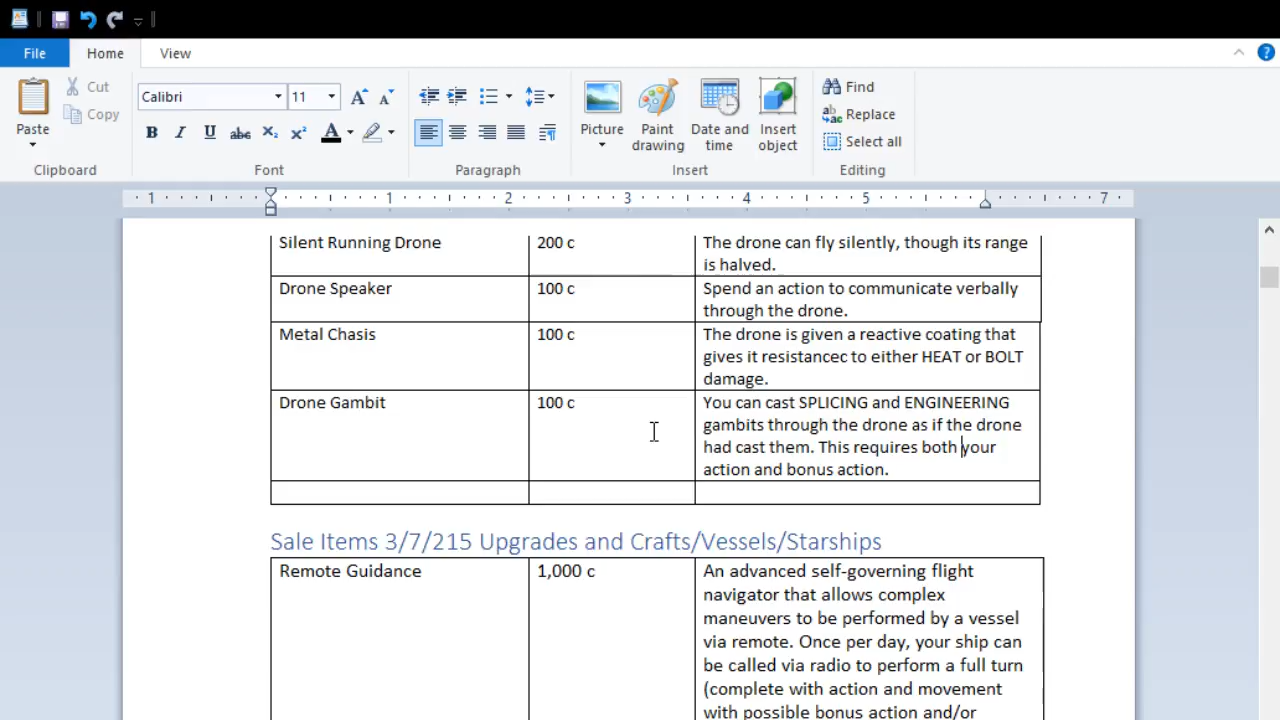 File Home View
Paste Cut Copy Calibri 11 Picture Paint drawing Date and time Insert object Find Replace Select all
Clipboard Font Paragraph Insert Editing
1 1 2 3 4 5 7
Silent Running Drone 200 c The drone can fly silently, though its range
is halved.
Drone Speaker 100 c Spend an action to communicate verbally
through the drone.
Metal Chasis 100 c The drone is given a reactive coating that
gives it resistancec to either HEAT or BOLT
damage.
Drone Gambit 100 c You can cast SPLICING and ENGINEERING
gambits through the drone as if the drone
had cast them. This requires both your
action and bonus action.
Sale Items 3/7/215 Upgrades and Crafts/Vessels/Starships
Remote Guidance 1,000 c An advanced self-governing flight
navigator that allows complex
maneuvers to be performed by a vessel
via remote. Once per day, your ship can
be called via radio to perform a full turn
(complete with action and movement
with possible bonus action and/or